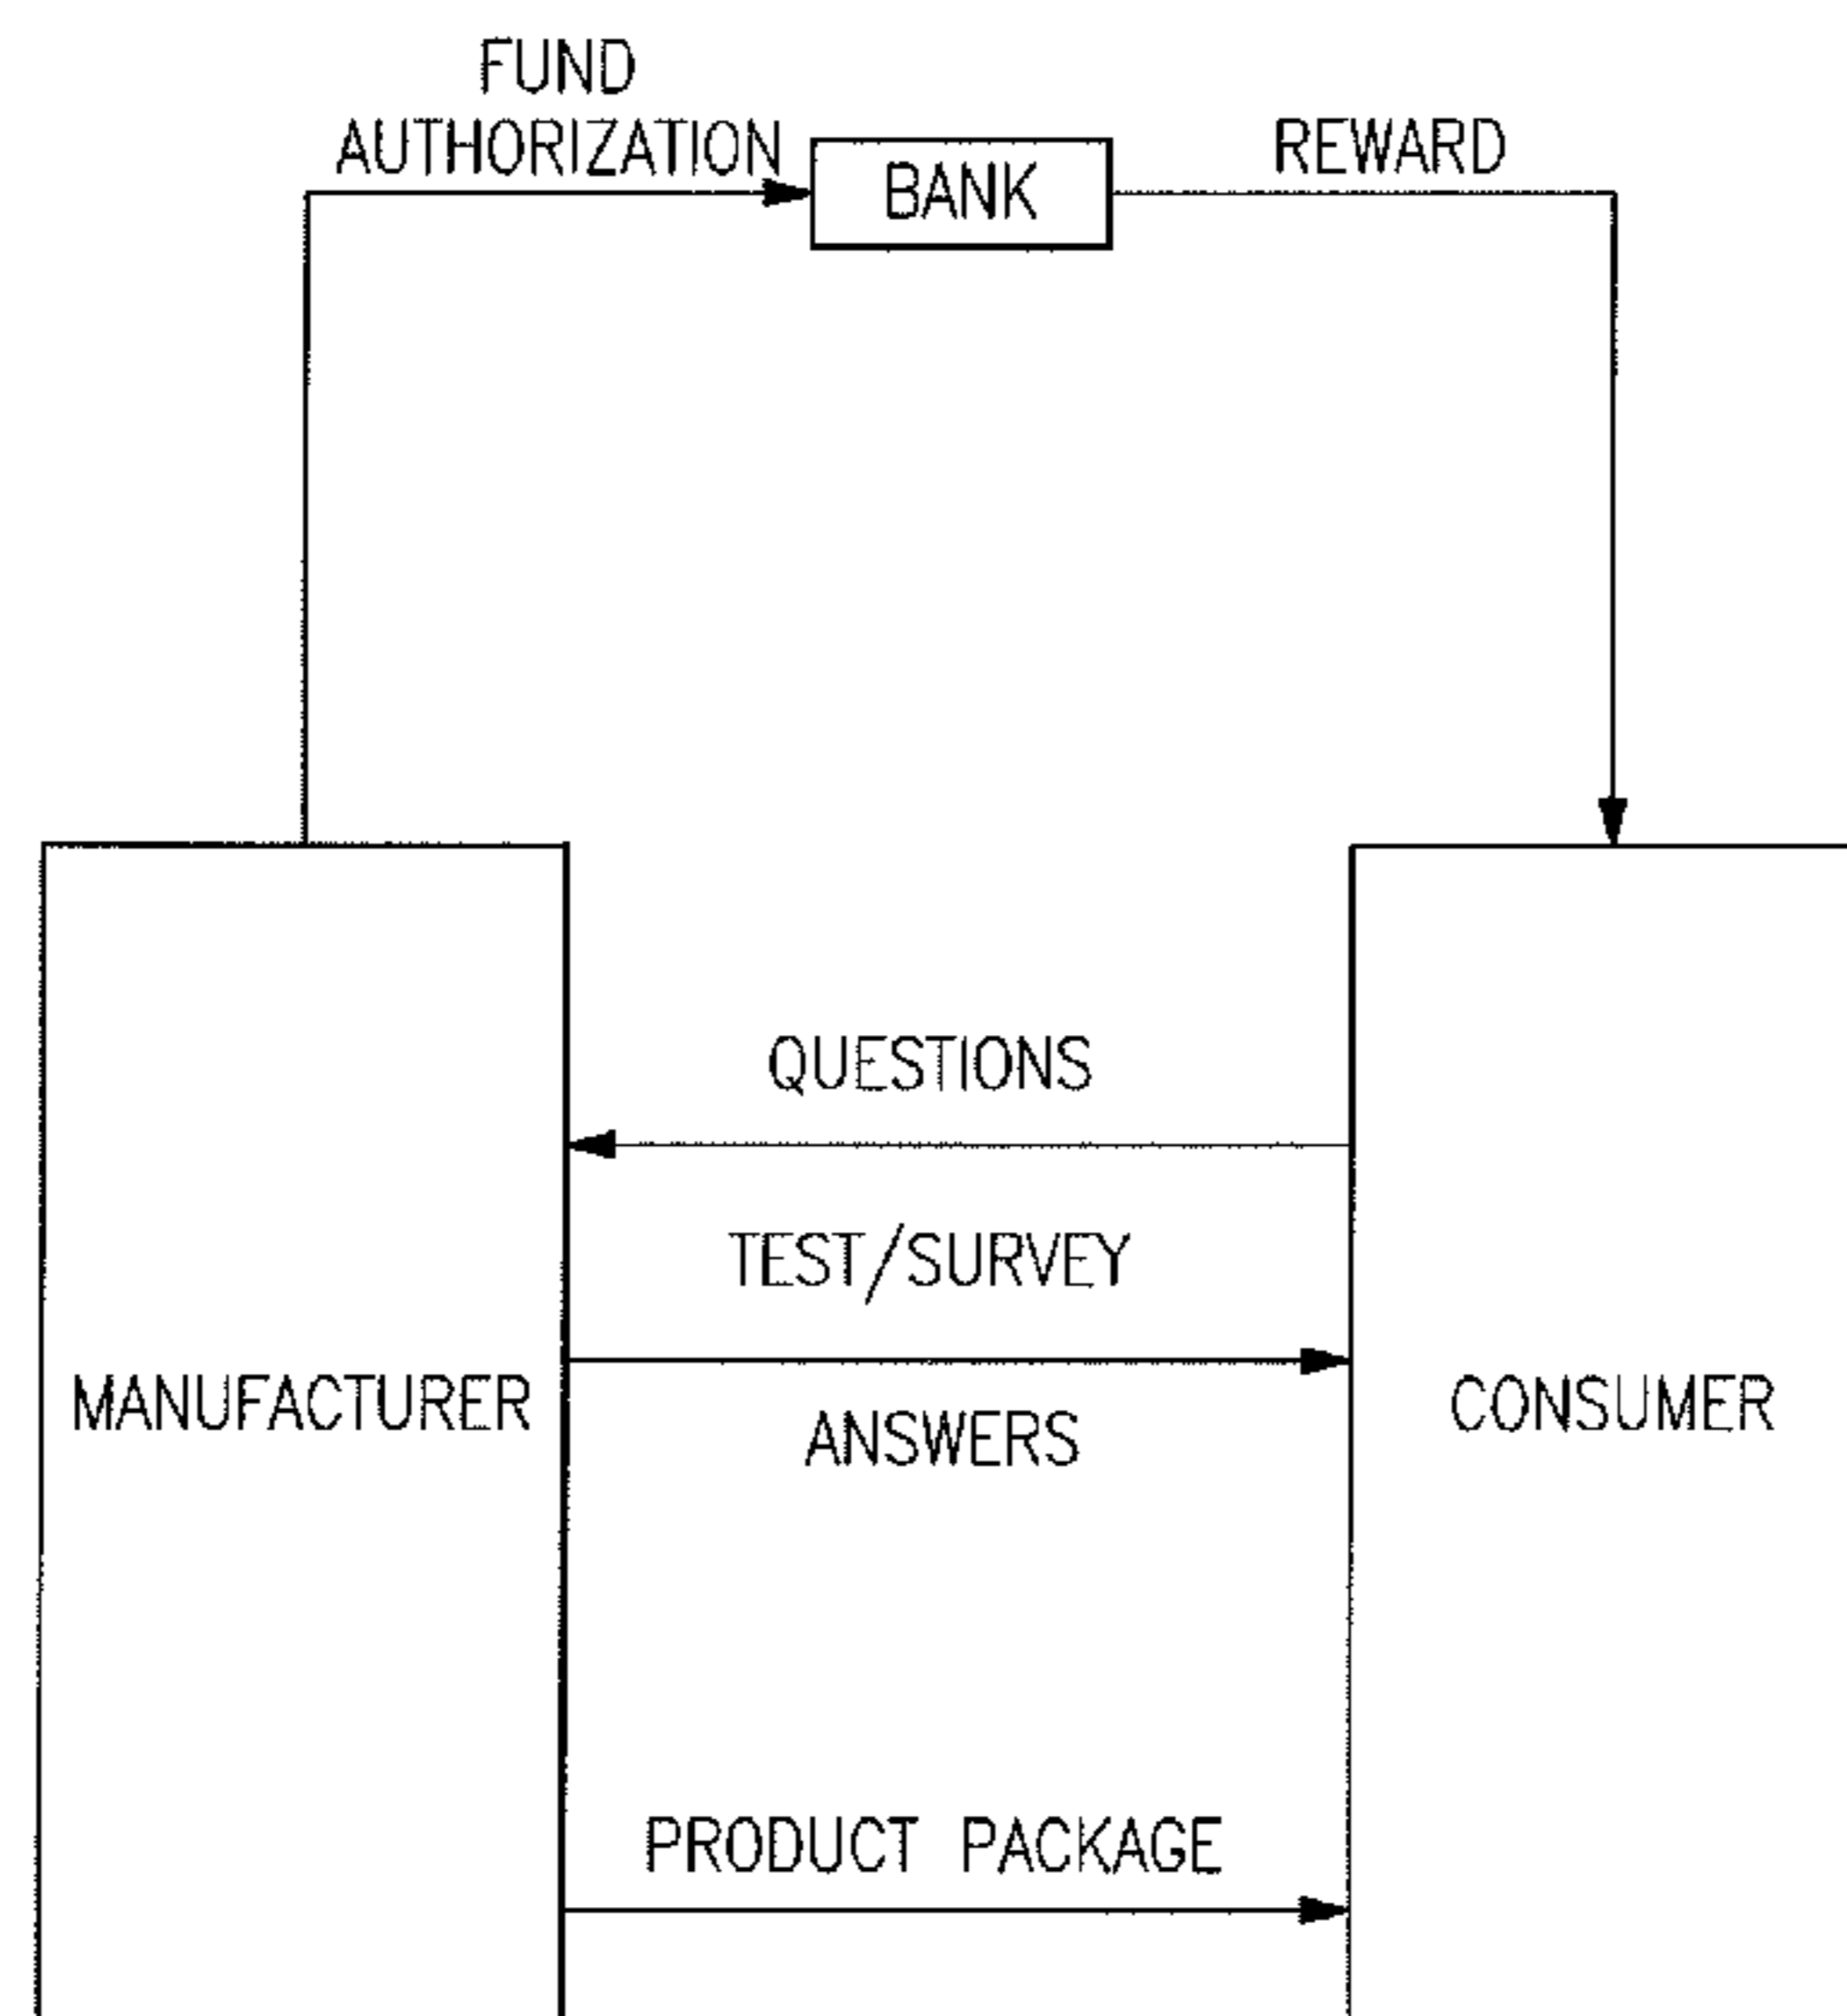 FUND
AUTHORIZATION
BANK
REWARD
QUESTIONS
TEST/SURVEY
MANUFACTURER
CONSUMER
ANSWERS
PRODUCT PACKAGE